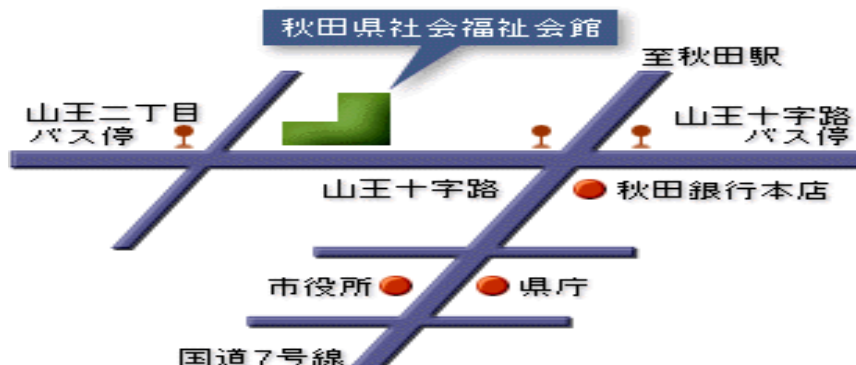 秋田県社会福祉会館
至秋田駅
山王二丁目
バス停
山王十字路
バス停
山王十字路
秋田銀行本店
市役所
県庁
国道7号線